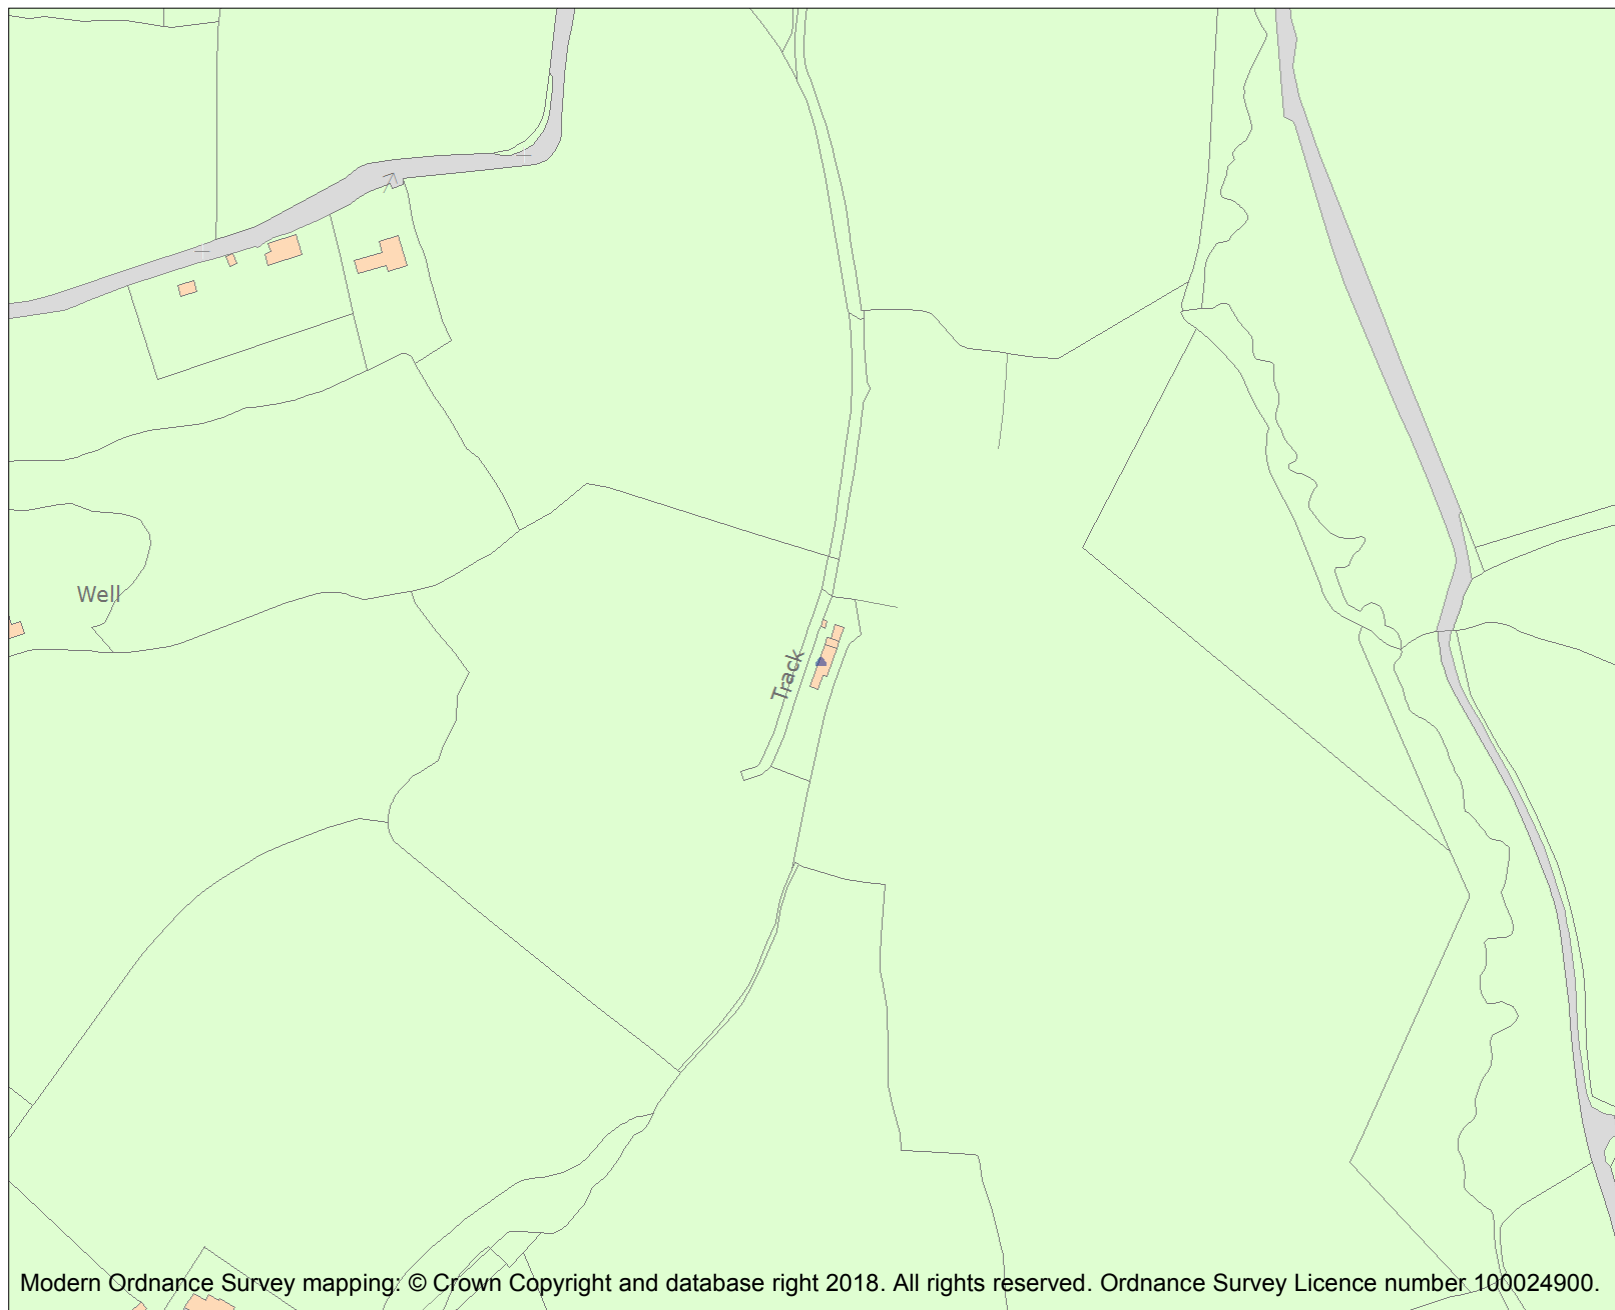 Well
Track
Modern Ordnance Survey mapping: © Crown Copyright and database right 2018. All rights reserved. Ordnance Survey Licence number 100024900.